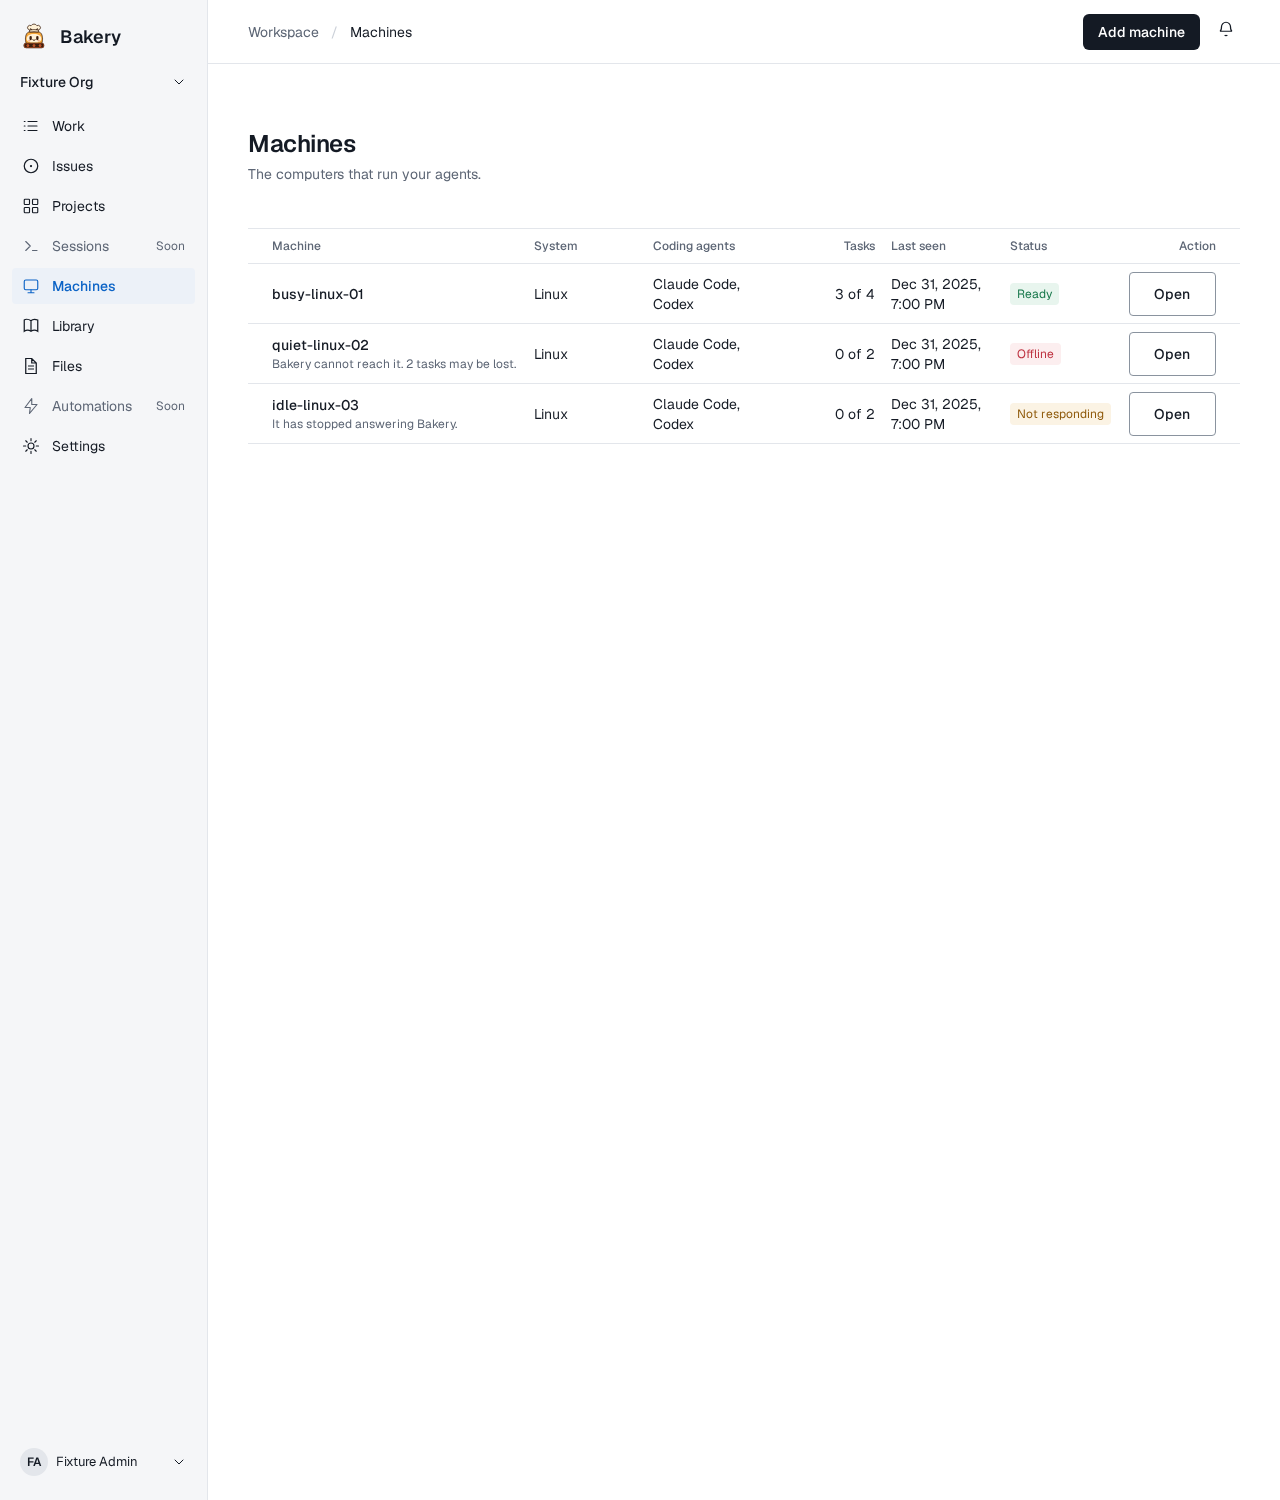 Bakery
Fixture Org
Work
Issues
Projects
Sessions Soon
Machines
Library
Files
Automations Soon
Settings
FA Fixture Admin
Workspace / Machines
Add machine
Machines
The computers that run your agents.
Machine System Coding agents Tasks Last seen Status Action
busy-linux-01 Linux Claude Code, Codex 3 of 4 Dec 31, 2025, 7:00 PM Ready Open
quiet-linux-02 Linux Claude Code, Codex 0 of 2 Dec 31, 2025, 7:00 PM Offline Open
Bakery cannot reach it. 2 tasks may be lost.
idle-linux-03 Linux Claude Code, Codex 0 of 2 Dec 31, 2025, 7:00 PM Not responding Open
It has stopped answering Bakery.